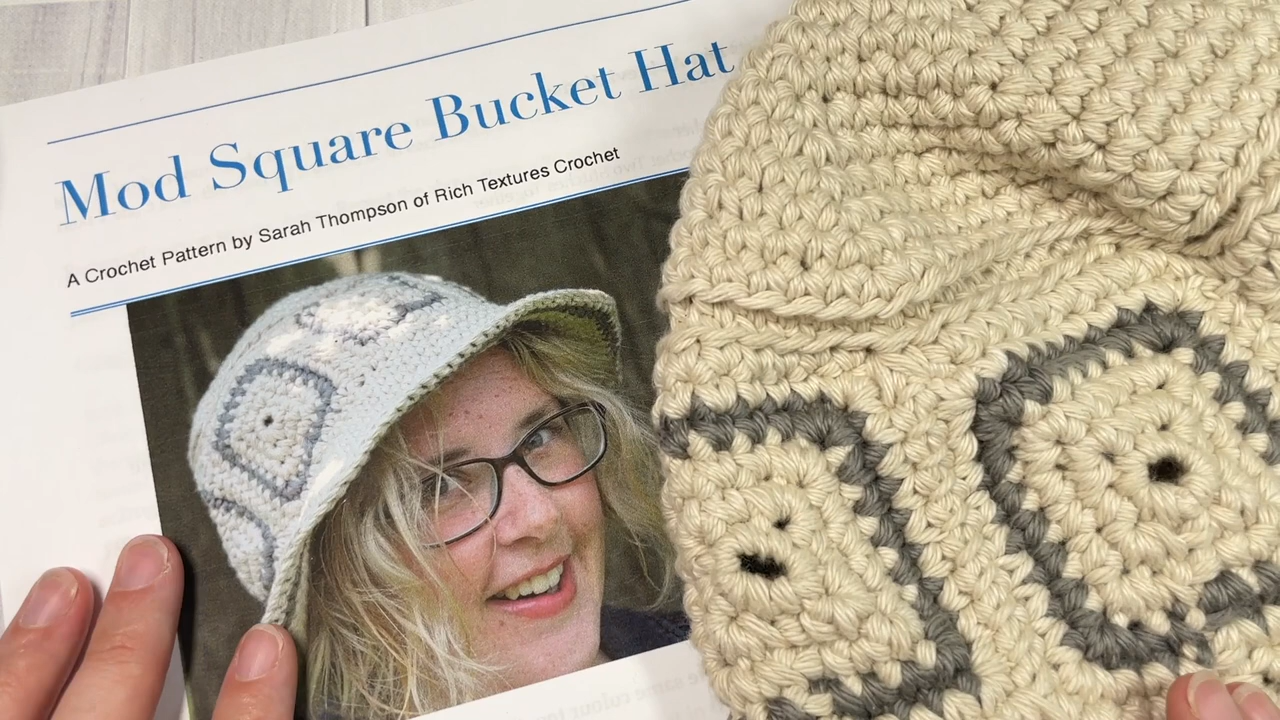 Mod Square Bucket Hat
A Crochet Pattern by Sarah Thompson of Rich Textures Crochet